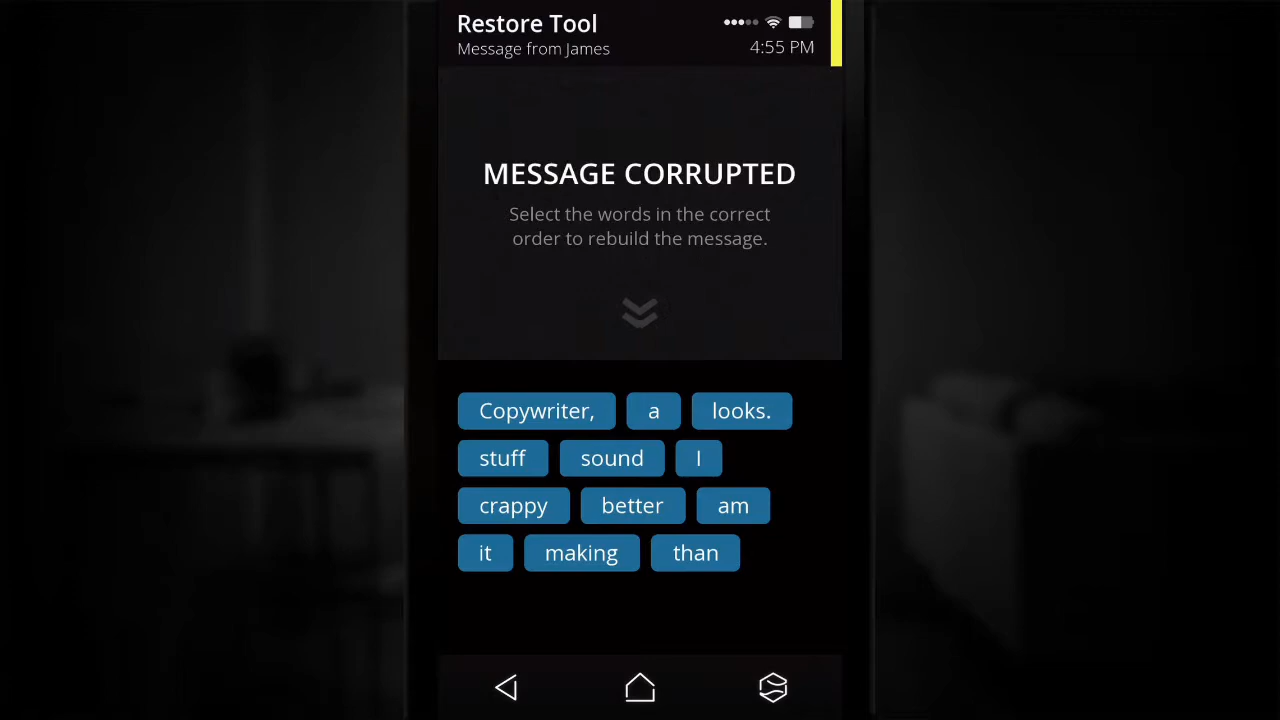 Restore Tool
Message from James
4:55 PM
MESSAGE CORRUPTED
Select the words in the correct
order to rebuild the message.
Copywriter, a looks.
stuff sound I
crappy better am
it making than